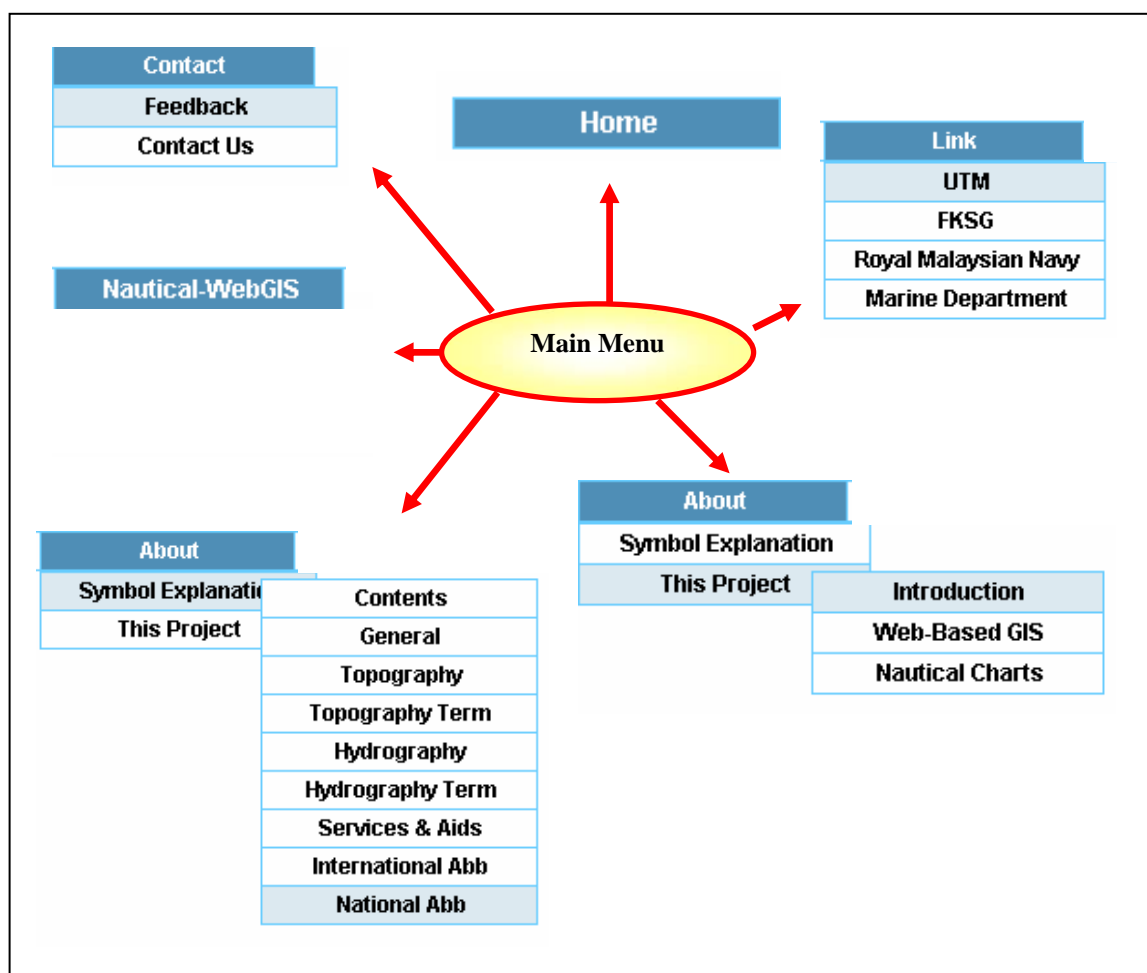 Contact
Feedback
Contact Us
Home
Link
UTM
FKSG
Royal Malaysian Navy
Marine Department
Nautical-WebGIS
Main Menu
About
Symbol Explanatio
This Project
Contents
General
Topography
Topography Term
Hydrography
Hydrography Term
Services & Aids
International Abb
National Abb
About
Symbol Explanation
This Project
Introduction
Web-Based GIS
Nautical Charts